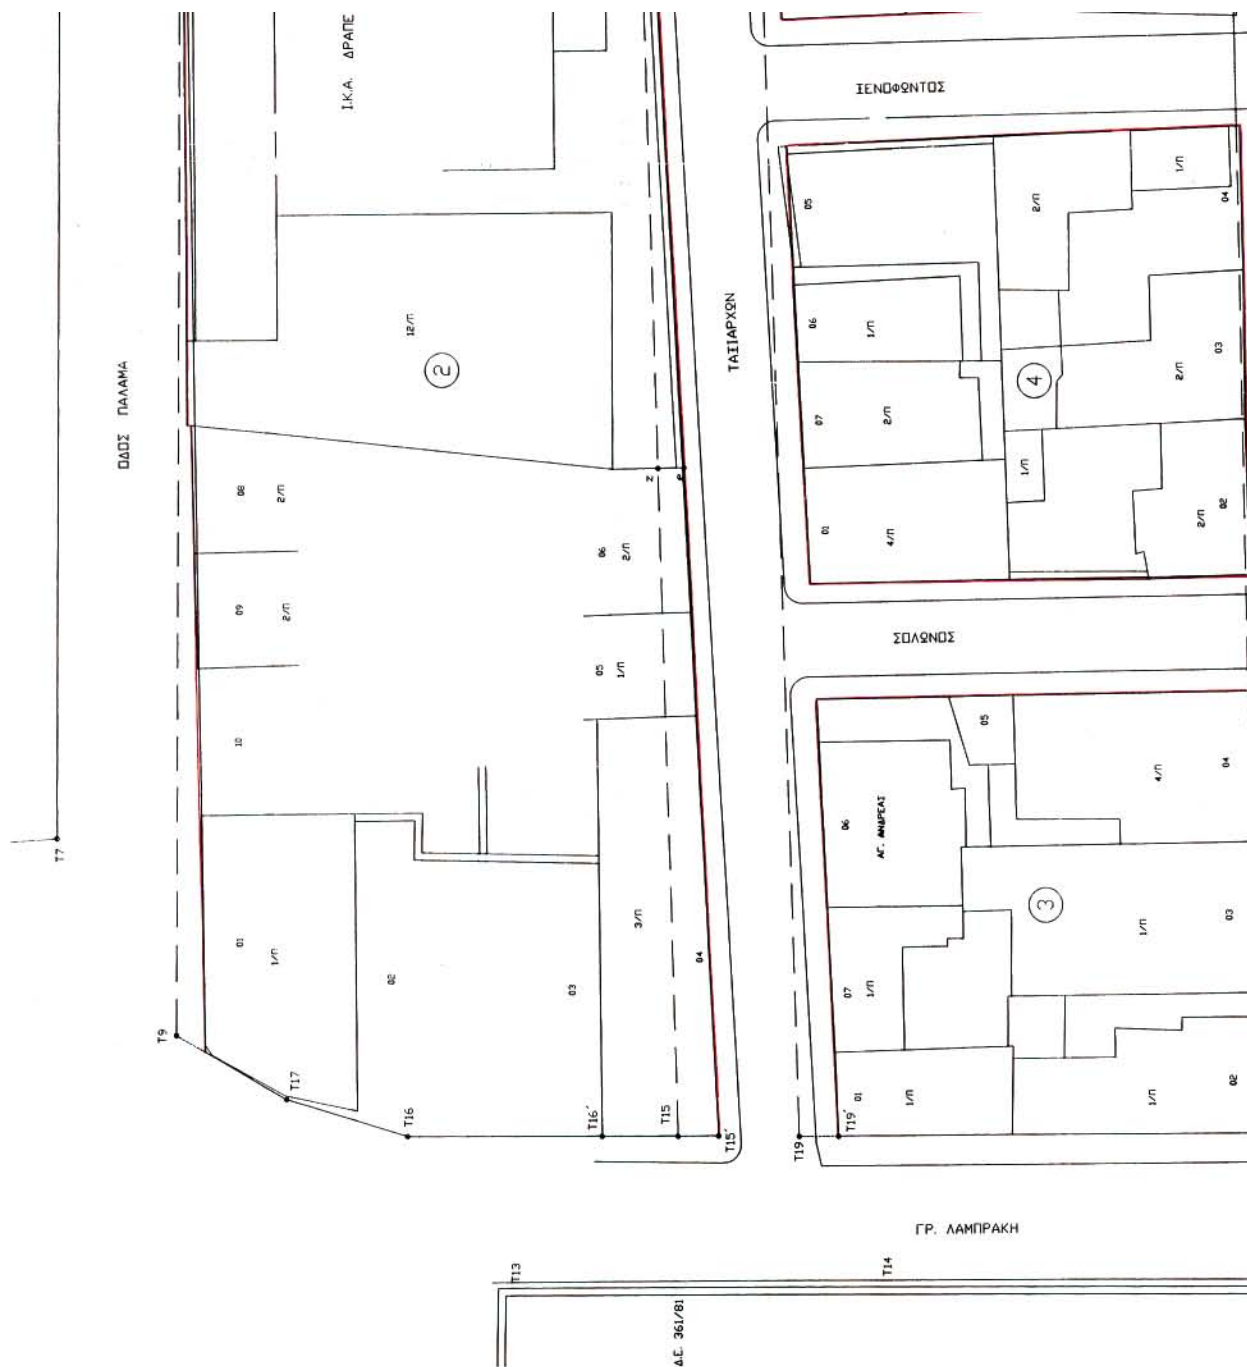 Ι.Κ.Α. ΔΡΑΠΕ
ΞΕΝΟΦΩΝΤΟΣ
ΟΔΟΣ ΠΑΛΑΜΑ
ΤΑΞΙΑΡΧΩΝ
12/Π
2
08
2/Π
09
2/Π
10
06
2/Π
05
1/Π
Z
T7
01
1/Π
02
03
3/Π
04
T9
T17
T16
T16΄
T15
T15΄
05
2/Π
1/Π
04
06
1/Π
07
2/Π
4
2/Π
03
01
4/Π
1/Π
2/Π
02
ΣΟΛΩΝΟΣ
05
4/Π
04
06
ΑΓ. ΑΝΔΡΕΑΣ
3
1/Π
03
07
1/Π
01
1/Π
1/Π
02
T19
T19΄
ΓΡ. ΛΑΜΠΡΑΚΗ
T13
T14
Δ.Ε. 361/81